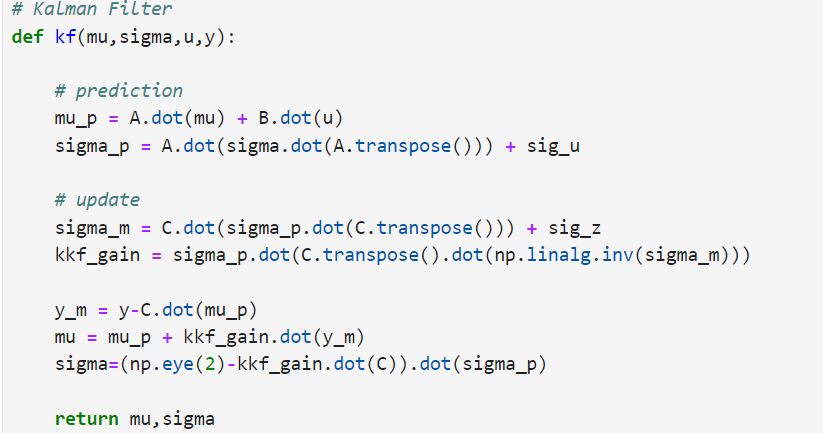 # Kalman Filter
def kf(mu,sigma,u,y):
# prediction
mu_p = A.dot(mu) + B.dot(u)
sigma_p = A.dot(sigma.dot(A.transpose())) + sig_u
# update
sigma_m = C.dot(sigma_p.dot(C.transpose())) + sig_z
kkf_gain = sigma_p.dot(C.transpose().dot(np.linalg.inv(sigma_m)))
y_m = y-C.dot(mu_p)
mu = mu_p + kkf_gain.dot(y_m)
sigma=(np.eye(2)-kkf_gain.dot(C)).dot(sigma_p)
return mu,sigma